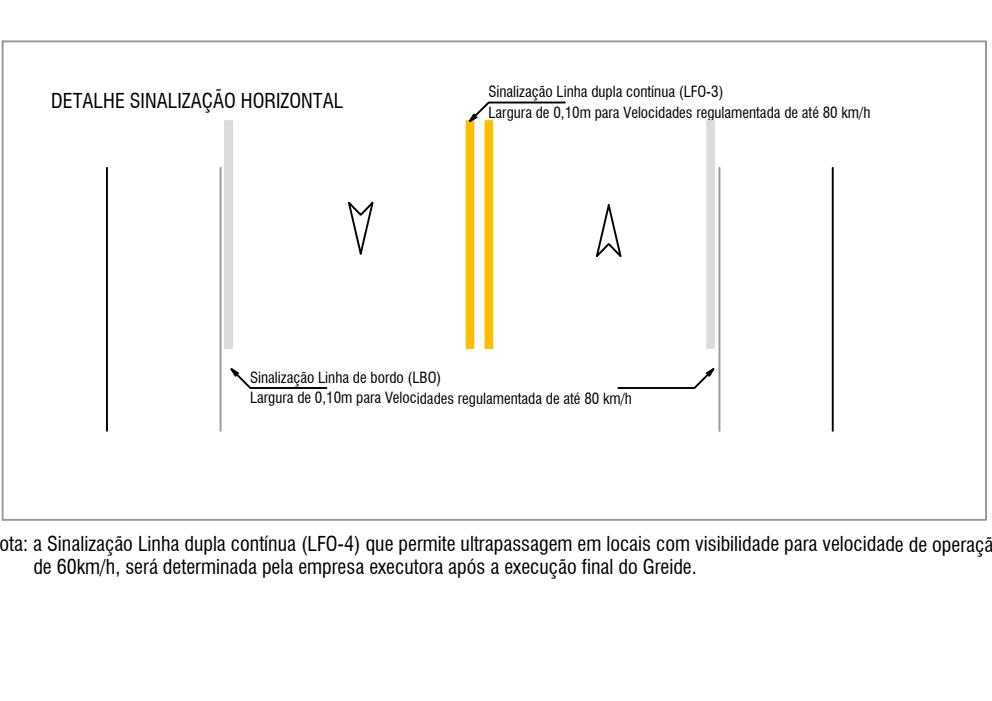 DETALHE SINALIZAÇÃO HORIZONTAL
Sinalização Linha dupla contínua (LFO-3)
Largura de 0,10m para Velocidades regulamentada de até 80 km/h
Sinalização Linha de bordo (LBO)
Largura de 0,10m para Velocidades regulamentada de até 80 km/h
ota: a Sinalização Linha dupla contínua (LFO-4) que permite ultrapassagem em locais com visibilidade para velocidade de operaçã
de 60km/h, será determinada pela empresa executora após a execução final do Greide.